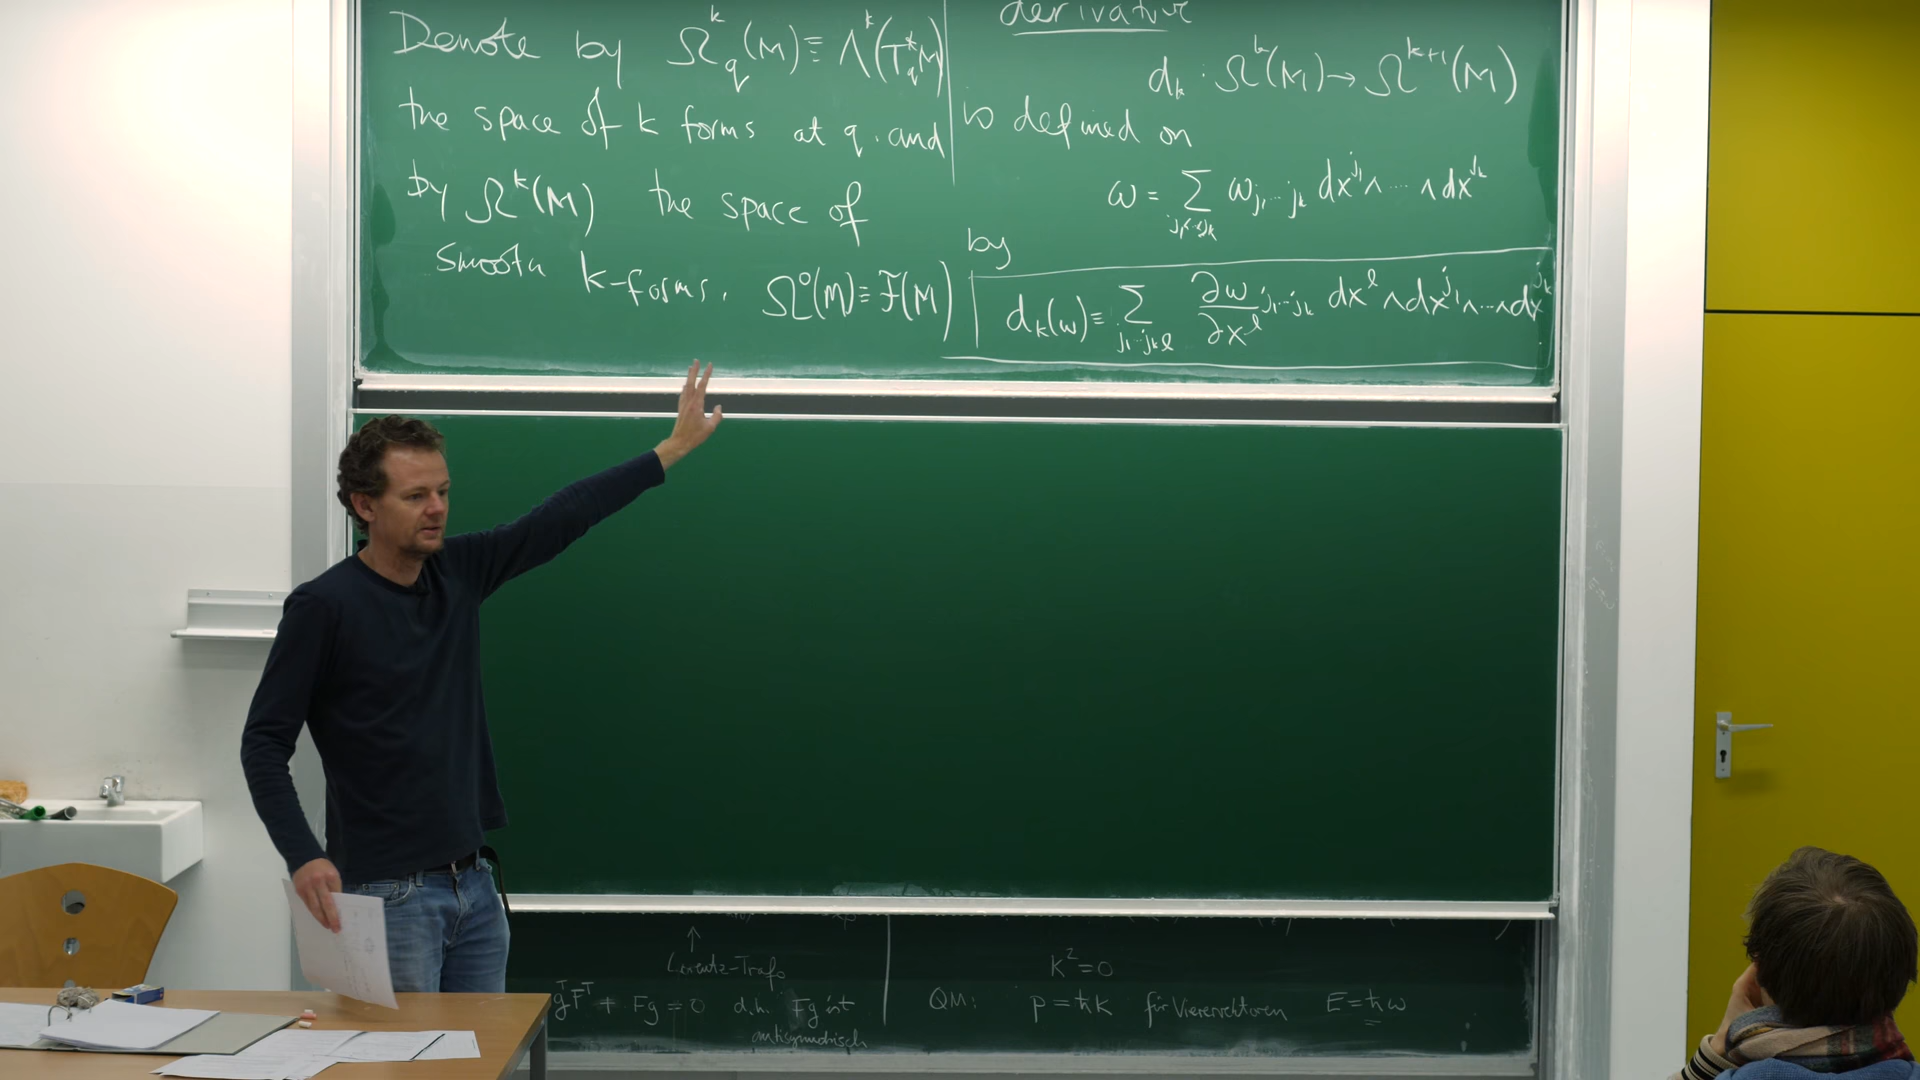 Denote by Ω^k_q(M) ≡ Λ^k(T^*_qM)
the space of k forms at q. and
by Ω^k(M) the space of
smooth k-forms. Ω^0(M) ≡ F(M)
derivative
d_k : Ω^k(M) → Ω^{k+1}(M)
is defined on
ω = Σ_{j_1<...<j_k} ω_{j_1...j_k} dx^{j_1} ∧ ... ∧ dx^{j_k}
by
d_k(ω) ≡ Σ_{j_1...j_k l} ∂ω_{j_1...j_k}/∂x^l dx^l ∧ dx^{j_1} ∧ ... ∧ dx^{j_k}
↑
Lorentz-Trafo
g^T F^T + Fg = 0 d.h. Fg ist
antisymmetrisch
K^2 = 0
QM: p = ħK für Vierervektoren E = ħω